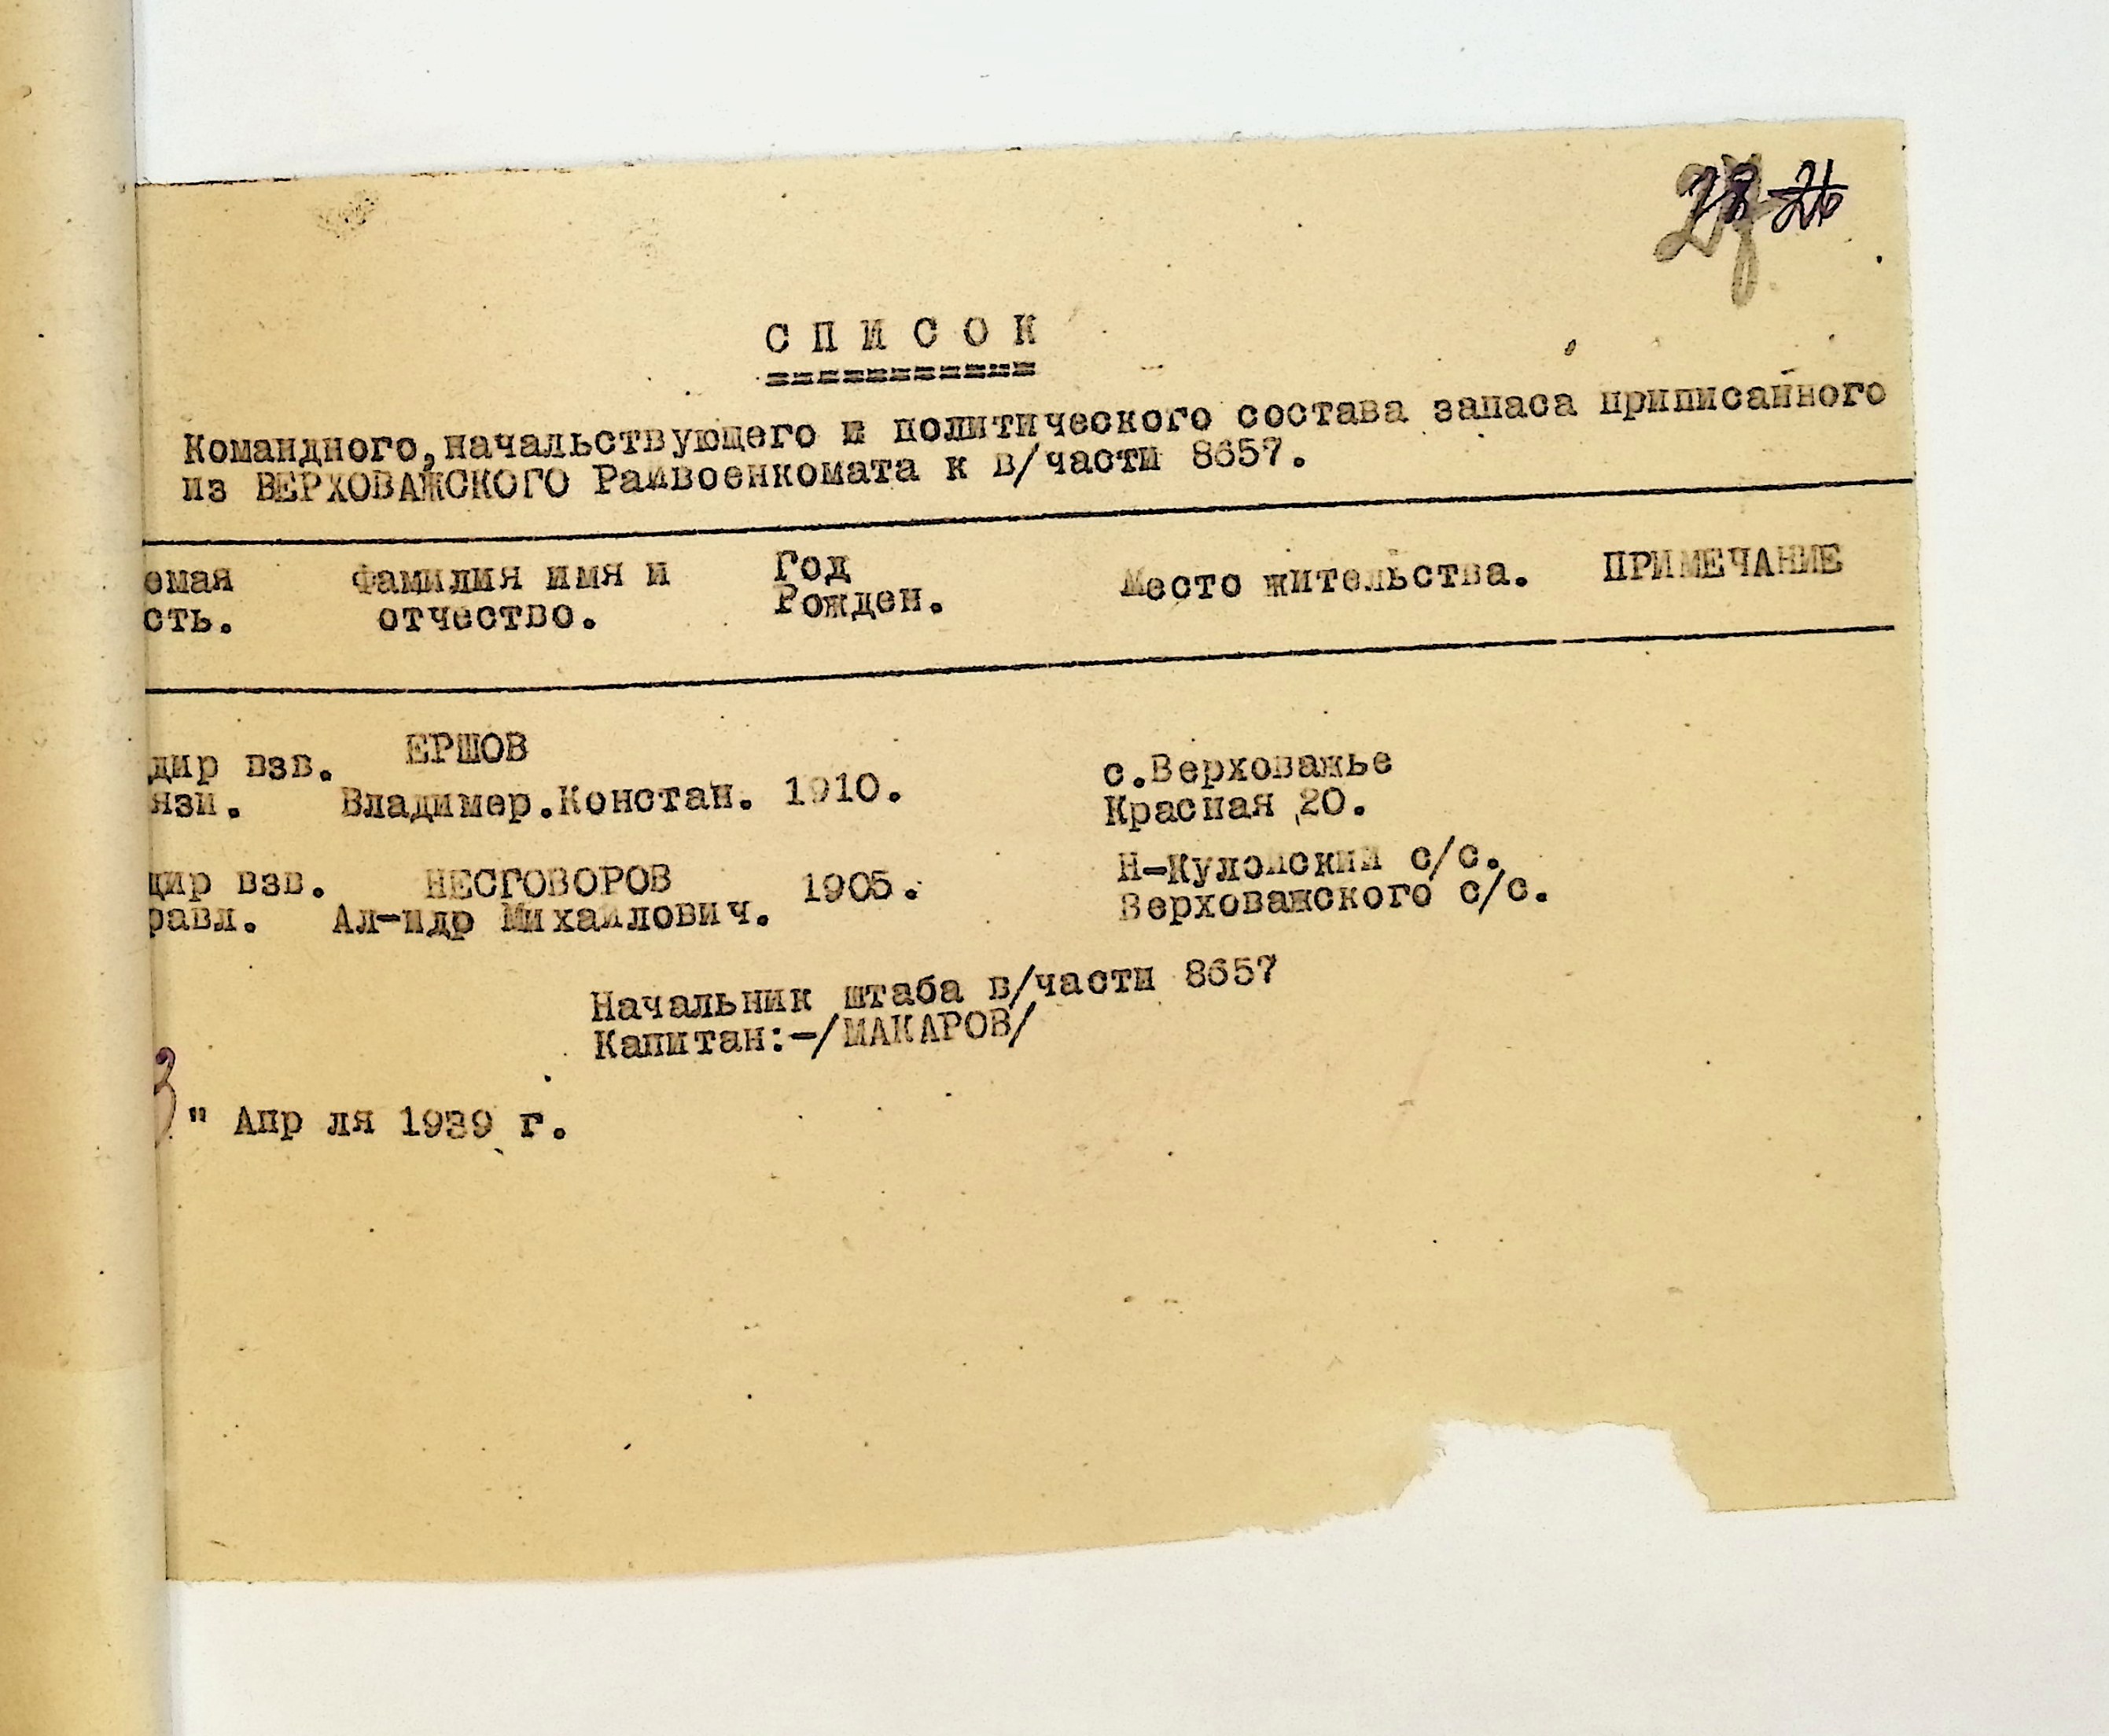 26
С П И С О К
===========
Командного,начальствующего и политического состава запаса приписанного
из ВЕРХОВАЖСКОГО Райвоенкомата к в/части 8657.
емая Фамилия имя и Год Место жительства. ПРИМЕЧАНИЕ
сть. отчество. Рожден.
дир взв. ЕРШОВ с.Верховажье
язи. Владимер.Констан. 1910. Красная 20.
дир взв. НЕСГОВОРОВ 1905. Н-Кулойский с/с.
равл. Ал-ндр Михайлович. Верховажского с/с.
Начальник штаба в/части 8657
Капитан:-/МАКАРОВ/
3 " Апр ля 1939 г.